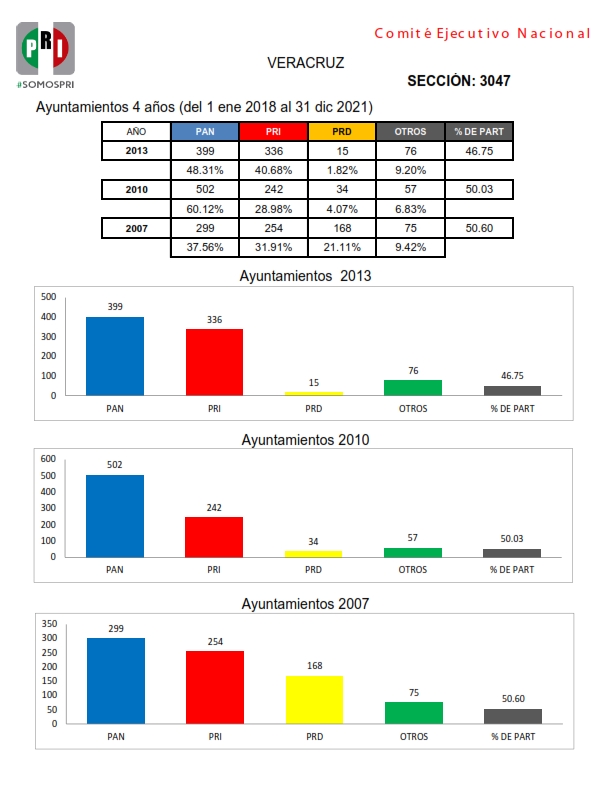 Comité Ejecutivo Nacional
PRI
#SOMOSPRI
VERACRUZ
SECCIÓN: 3047
Ayuntamientos 4 años (del 1 ene 2018 al 31 dic 2021)
AÑO PAN PRI PRD OTROS % DE PART
2013 399 336 15 76 46.75
48.31% 40.68% 1.82% 9.20%
2010 502 242 34 57 50.03
60.12% 28.98% 4.07% 6.83%
2007 299 254 168 75 50.60
37.56% 31.91% 21.11% 9.42%
Ayuntamientos 2013
500
400
300
200
100
0
399 336 15 76 46.75
PAN PRI PRD OTROS % DE PART
Ayuntamientos 2010
600
500
400
300
200
100
0
502 242 34 57 50.03
PAN PRI PRD OTROS % DE PART
Ayuntamientos 2007
350
300
250
200
150
100
50
0
299 254 168 75 50.60
PAN PRI PRD OTROS % DE PART